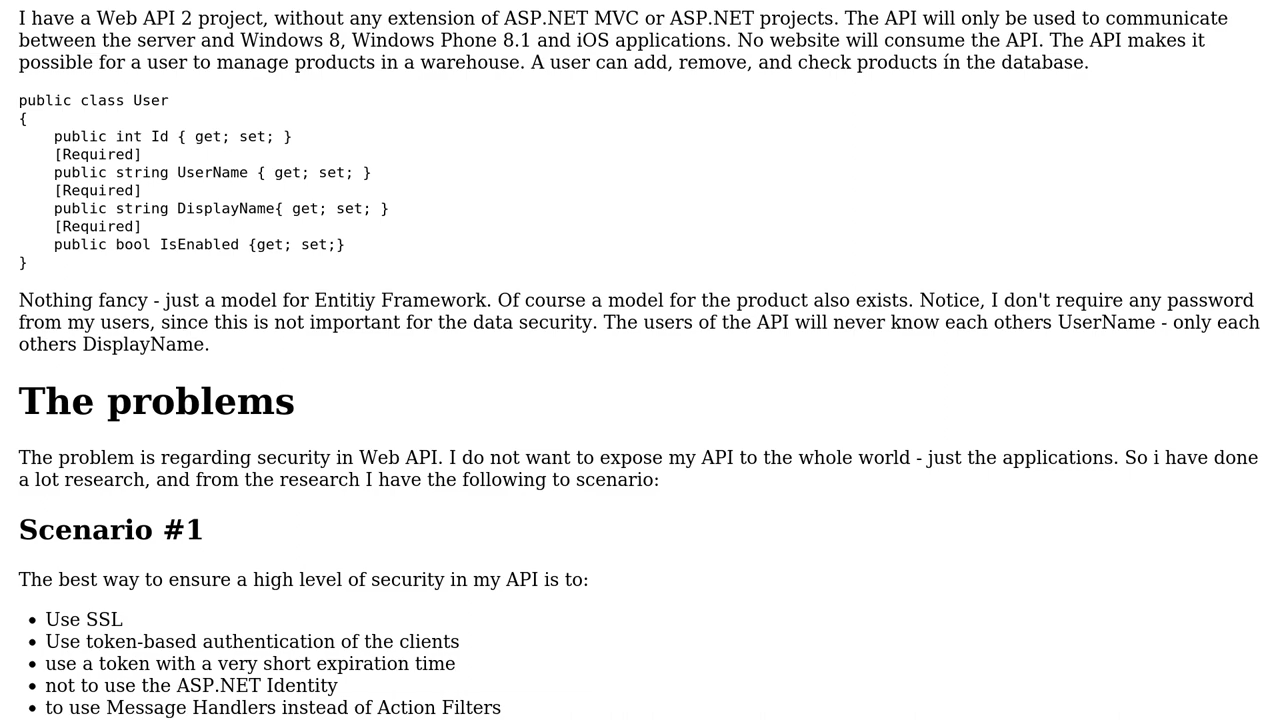 I have a Web API 2 project, without any extension of ASP.NET MVC or ASP.NET projects. The API will only be used to communicate
between the server and Windows 8, Windows Phone 8.1 and iOS applications. No website will consume the API. The API makes it
possible for a user to manage products in a warehouse. A user can add, remove, and check products ín the database.
public class User
{
    public int Id { get; set; }
    [Required]
    public string UserName { get; set; }
    [Required]
    public string DisplayName{ get; set; }
    [Required]
    public bool IsEnabled {get; set;}
}
Nothing fancy - just a model for Entitiy Framework. Of course a model for the product also exists. Notice, I don't require any password
from my users, since this is not important for the data security. The users of the API will never know each others UserName - only each
others DisplayName.
The problems
The problem is regarding security in Web API. I do not want to expose my API to the whole world - just the applications. So i have done
a lot research, and from the research I have the following to scenario:
Scenario #1
The best way to ensure a high level of security in my API is to:
• Use SSL
• Use token-based authentication of the clients
• use a token with a very short expiration time
• not to use the ASP.NET Identity
• to use Message Handlers instead of Action Filters